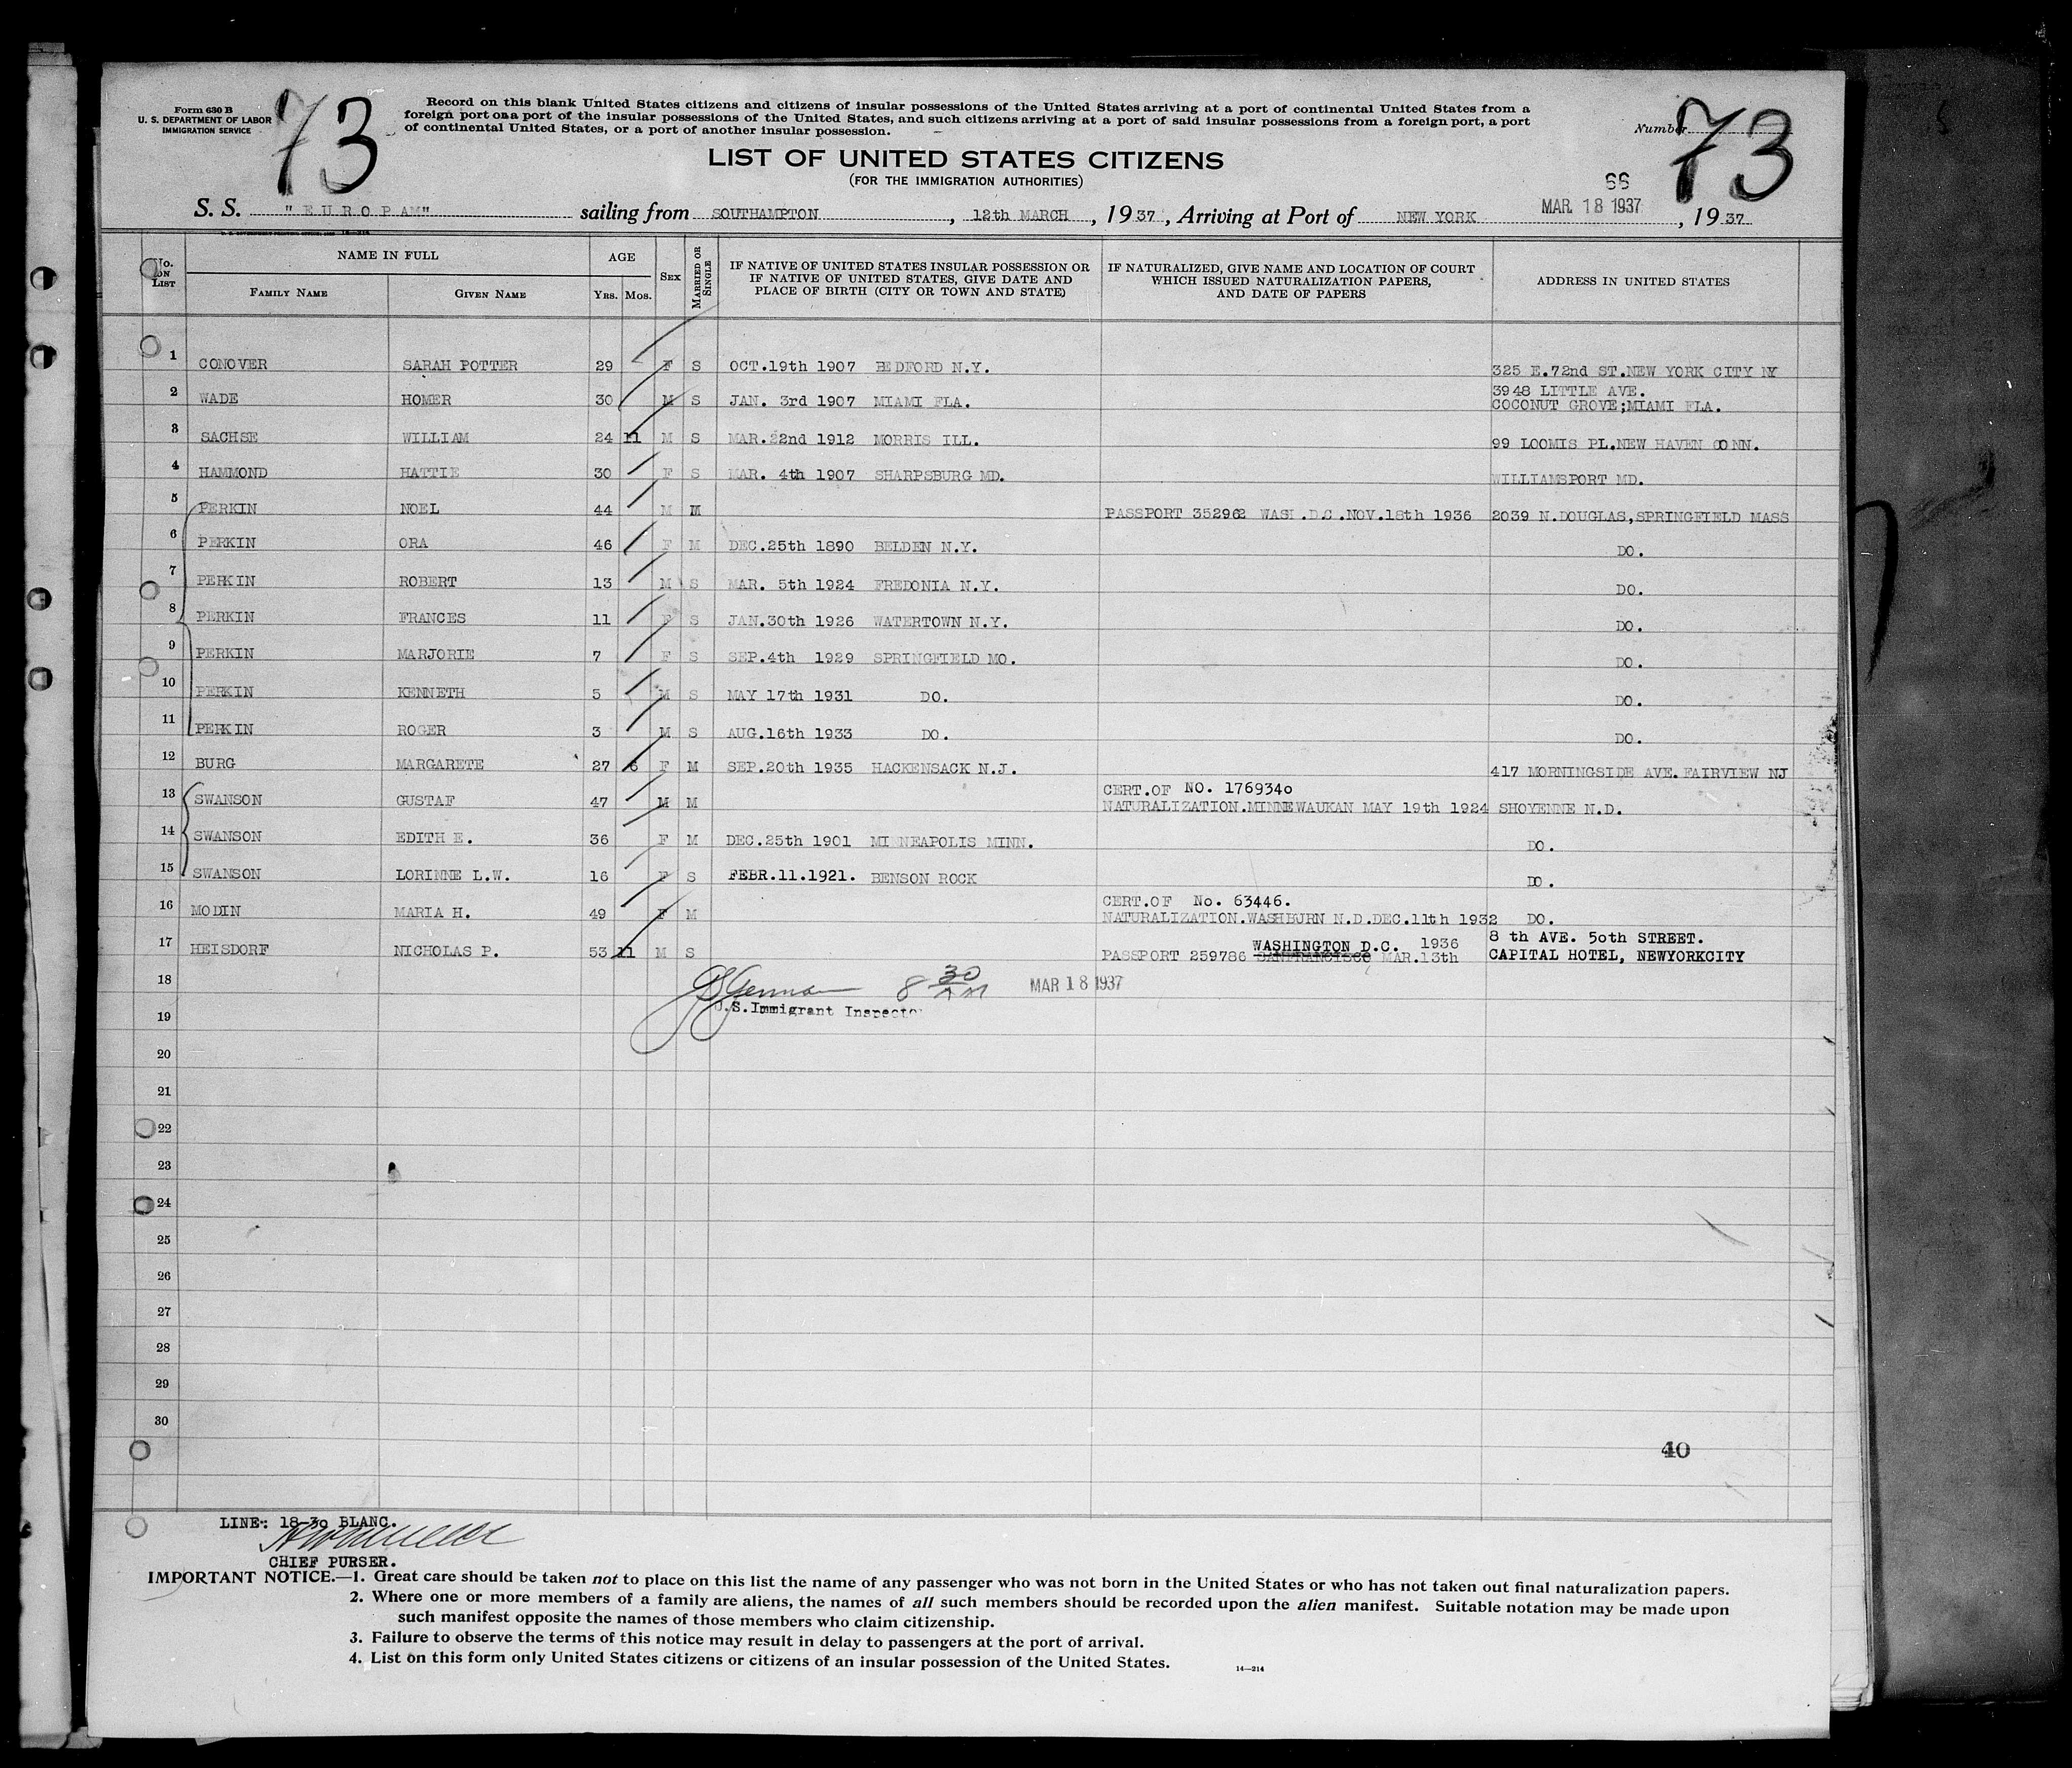 Form 630 B
U. S. DEPARTMENT OF LABOR
IMMIGRATION SERVICE
73
Record on this blank United States citizens and citizens of insular possessions of the United States arriving at a port of continental United States from a
foreign port or a port of the insular possessions of the United States, and such citizens arriving at a port of said insular possessions from a foreign port, a port
of continental United States, or a port of another insular possession.
Number 73
LIST OF UNITED STATES CITIZENS
(FOR THE IMMIGRATION AUTHORITIES)
66
S. S. "EUROPA" sailing from SOUTHAMPTON, 12th MARCH, 1937, Arriving at Port of NEW YORK MAR 18 1937, 1937
No. ON LIST NAME IN FULL AGE SEX MARRIED OR SINGLE IF NATIVE OF UNITED STATES INSULAR POSSESSION OR IF NATIVE OF UNITED STATES, GIVE DATE AND PLACE OF BIRTH (CITY OR TOWN AND STATE) IF NATURALIZED, GIVE NAME AND LOCATION OF COURT WHICH ISSUED NATURALIZATION PAPERS, AND DATE OF PAPERS ADDRESS IN UNITED STATES
FAMILY NAME GIVEN NAME YRS. MOS.
1 CONOVER SARAH POTTER 29 F S OCT.19th 1907 BEDFORD N.Y. 325 E.72nd ST.NEW YORK CITY NY
2 WADE HOMER 30 M S JAN. 3rd 1907 MIAMI FLA. 3948 LITTLE AVE.
COCONUT GROVE;MIAMI FLA.
3 SACHSE WILLIAM 24 11 M S MAR.22nd 1912 MORRIS ILL. 99 LOOMIS PL.NEW HAVEN CONN.
4 HAMMOND HATTIE 30 F S MAR. 4th 1907 SHARPSBURG MD. WILLIAMSPORT MD.
5 PERKIN NOEL 44 M M PASSPORT 352962 WASH.D.C.NOV.18th 1936 2039 N.DOUGLAS,SPRINGFIELD MASS
6 PERKIN ORA 46 F M DEC.25th 1890 BELDEN N.Y. DO.
7 PERKIN ROBERT 13 M S MAR. 5th 1924 FREDONIA N.Y. DO.
8 PERKIN FRANCES 11 F S JAN.30th 1926 WATERTOWN N.Y. DO.
9 PERKIN MARJORIE 7 F S SEP.4th 1929 SPRINGFIELD MO. DO.
10 PERKIN KENNETH 5 M S MAY 17th 1931 DO. DO.
11 PERKIN ROGER 3 M S AUG.16th 1933 DO. DO.
12 BURG MARGARETE 27 6 F M SEP.20th 1935 HACKENSACK N.J. 417 MORNINGSIDE AVE.FAIRVIEW NJ
CERT.OF NO. 1769340
13 SWANSON GUSTAF 47 M M NATURALIZATION.MINNEWAUKAN MAY 19th 1924 SHOYENNE N.D.
14 SWANSON EDITH E. 36 F M DEC.25th 1901 MINNEAPOLIS MINN. DO.
15 SWANSON LORINNE L.W. 16 F S FEBR.11.1921. BENSON ROCK DO.
CERT.OF No. 63446.
16 MODIN MARIA H. 49 F M NATURALIZATION.WASHBURN N.D.DEC.11th 1932 DO.
WASHINGTON D.C. 1936 8 th AVE. 50th STREET.
17 HEISDORF NICHOLAS P. 53 11 M S PASSPORT 259786 SANFRANCISCO MAR.13th CAPITAL HOTEL, NEWYORKCITY
18 8 30 AM MAR 18 1937
19 U.S.Immigrant Inspector
20
21
22
23
24
25
26
27
28
29
30
40
LINE: 18-30 BLANC.
CHIEF PURSER.
IMPORTANT NOTICE.—1. Great care should be taken not to place on this list the name of any passenger who was not born in the United States or who has not taken out final naturalization papers.
2. Where one or more members of a family are aliens, the names of all such members should be recorded upon the alien manifest. Suitable notation may be made upon
such manifest opposite the names of those members who claim citizenship.
3. Failure to observe the terms of this notice may result in delay to passengers at the port of arrival.
4. List on this form only United States citizens or citizens of an insular possession of the United States.
14—214